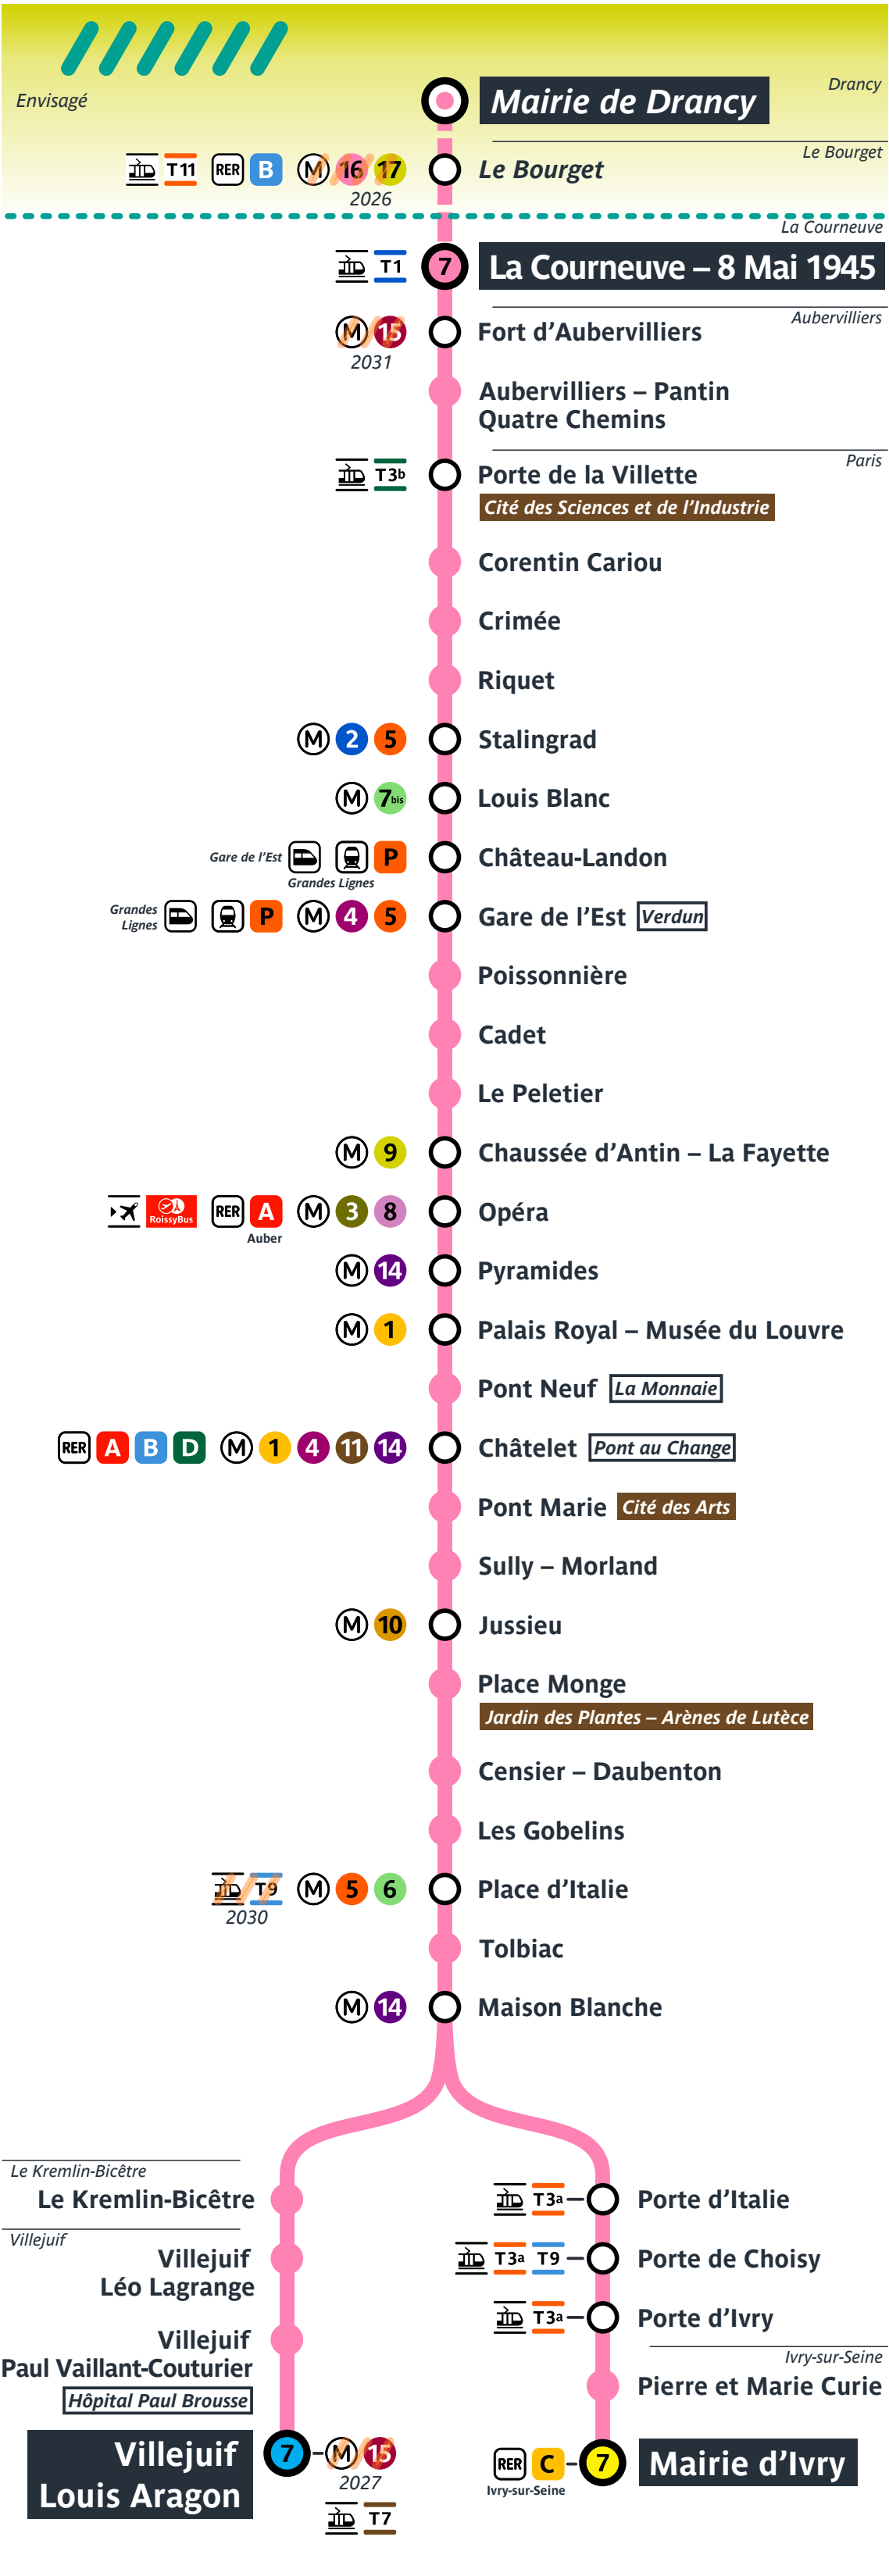 Envisagé
Drancy
Mairie de Drancy
Le Bourget
T11 RER B M 16 17 Le Bourget
2026
La Courneuve
T1 7 La Courneuve – 8 Mai 1945
Aubervilliers
M 15 Fort d'Aubervilliers
2031
Aubervilliers – Pantin
Quatre Chemins
Paris
T3b Porte de la Villette
Cité des Sciences et de l'Industrie
Corentin Cariou
Crimée
Riquet
M 2 5 Stalingrad
M 7bis Louis Blanc
Gare de l'Est P Château-Landon
Grandes Lignes
Grandes
Lignes
P M 4 5 Gare de l'Est Verdun
Poissonnière
Cadet
Le Peletier
M 9 Chaussée d'Antin – La Fayette
RoissyBus RER A M 3 8 Opéra
Auber
M 14 Pyramides
M 1 Palais Royal – Musée du Louvre
Pont Neuf La Monnaie
RER A B D M 1 4 11 14 Châtelet Pont au Change
Pont Marie Cité des Arts
Sully – Morland
M 10 Jussieu
Place Monge
Jardin des Plantes – Arènes de Lutèce
Censier – Daubenton
Les Gobelins
T9 M 5 6 Place d'Italie
2030
Tolbiac
M 14 Maison Blanche
Le Kremlin-Bicêtre
Le Kremlin-Bicêtre
Villejuif
Villejuif
Léo Lagrange
Villejuif
Paul Vaillant-Couturier
Hôpital Paul Brousse
Villejuif
Louis Aragon
7 M 15
2027
T7
T3a Porte d'Italie
T3a T9 Porte de Choisy
T3a Porte d'Ivry
Ivry-sur-Seine
Pierre et Marie Curie
RER C 7 Mairie d'Ivry
Ivry-sur-Seine